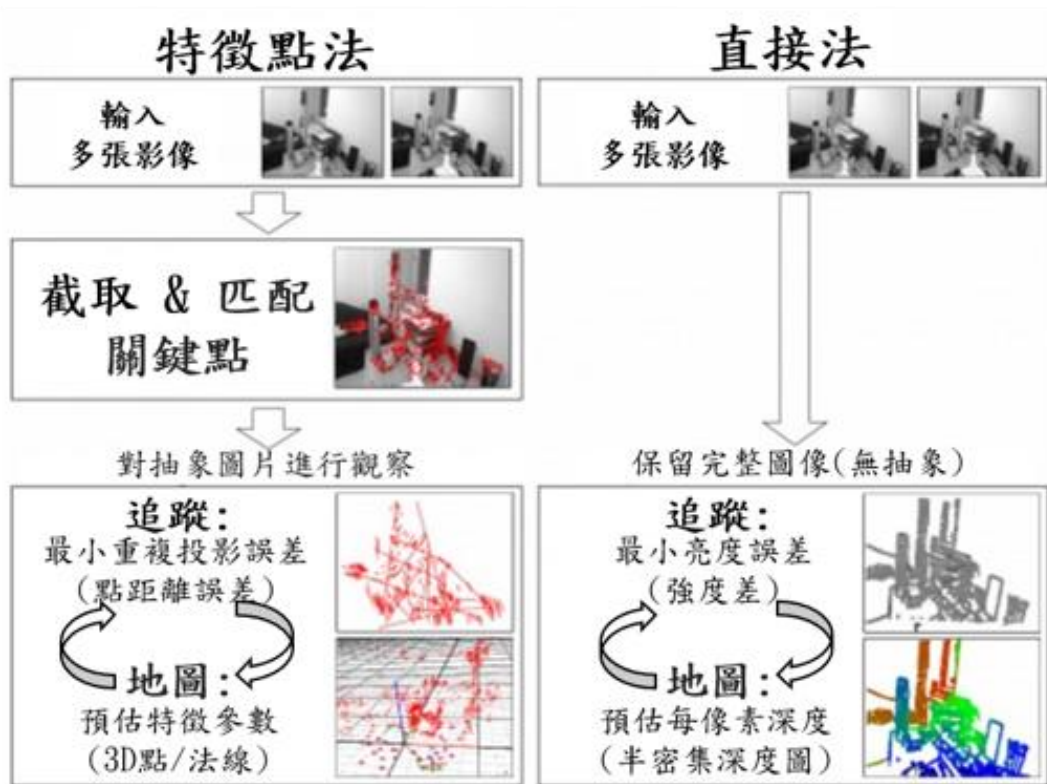 特徵點法
輸入
多張影像
截取 & 匹配
關鍵點
對抽象圖片進行觀察
追蹤:
最小重複投影誤差
(點距離誤差)
地圖:
預估特徵參數
(3D點/法線)
直接法
輸入
多張影像
保留完整圖像(無抽象)
追蹤:
最小亮度誤差
(強度差)
地圖:
預估每像素深度
(半密集深度圖)